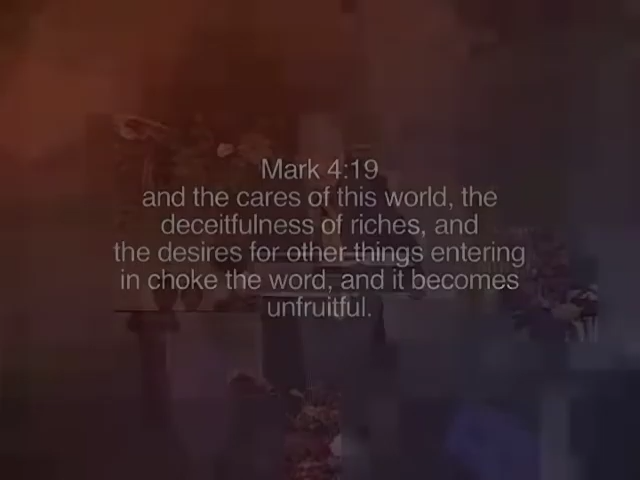 Mark 4:19
and the cares of this world, the
deceitfulness of riches, and
the desires for other things entering
in choke the word, and it becomes
unfruitful.